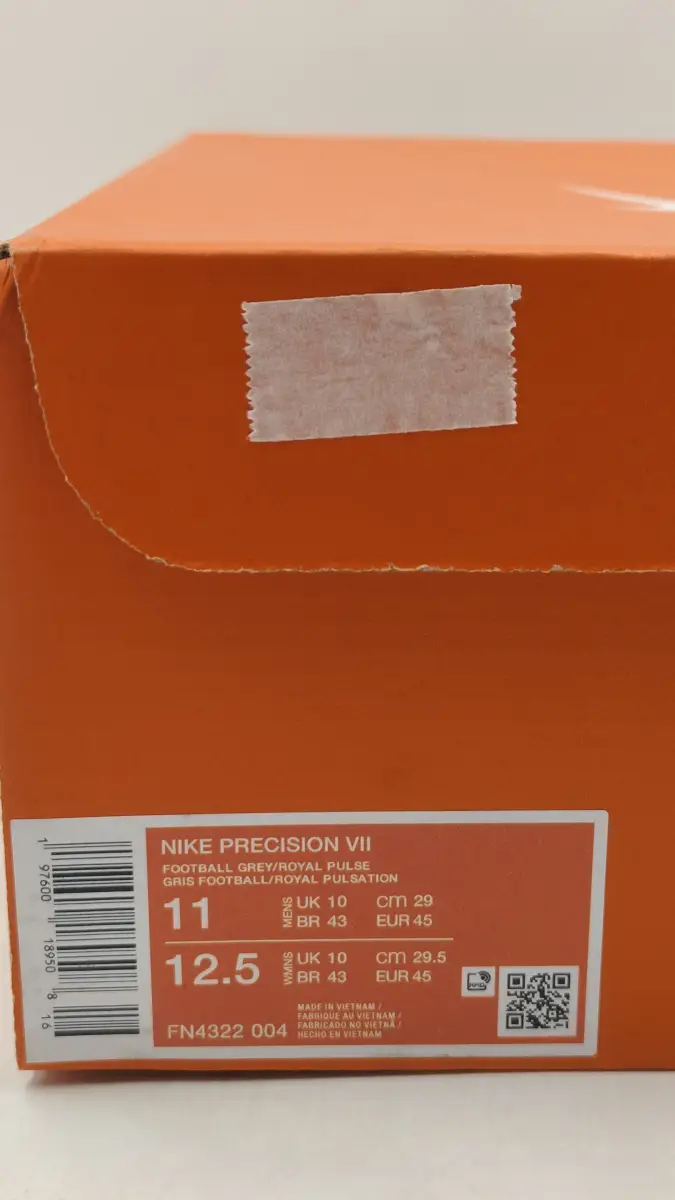 NIKE PRECISION VII
FOOTBALL GREY/ROYAL PULSE
GRIS FOOTBALL/ROYAL PULSATION
11 MENS UK 10 cm 29
BR 43 EUR 45
12.5 WMNS UK 10 cm 29.5
BR 43 EUR 45
FN4322 004
MADE IN VIETNAM /
FABRIQUE AU VIETNAM /
FABRICADO NO VIETNÃ /
HECHO EN VIETNAM
1 97600 18950 8 16